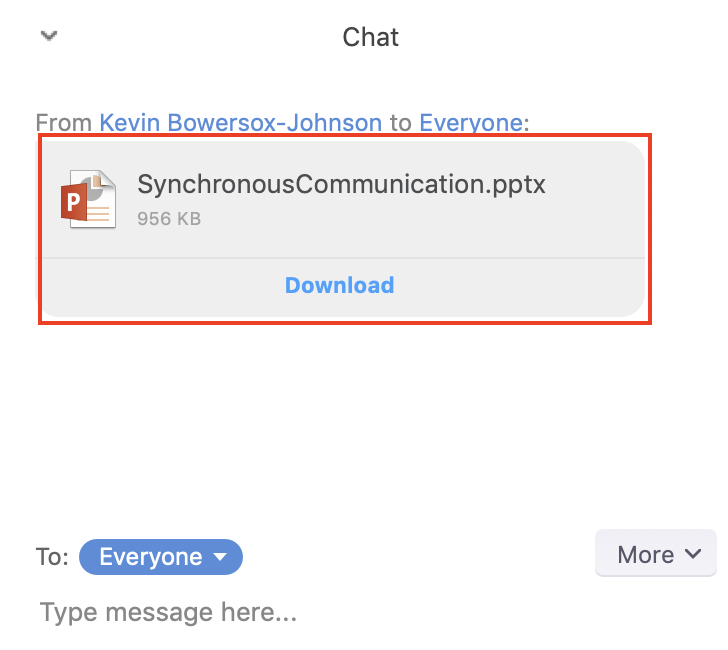 Chat
From Kevin Bowersox-Johnson to Everyone:
P
SynchronousCommunication.pptx
956 KB
Download
To: Everyone
More
Type message here...